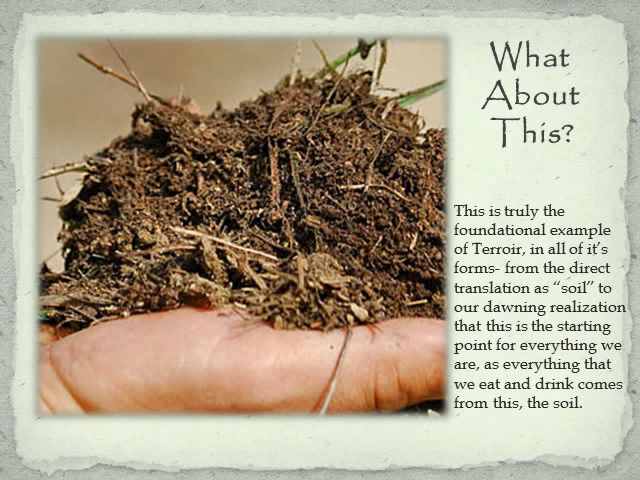 What
About
This?
This is truly the
foundational example
of Terroir, in all of it's
forms- from the direct
translation as “soil” to
our dawning realization
that this is the starting
point for everything we
are, as everything that
we eat and drink comes
from this, the soil.